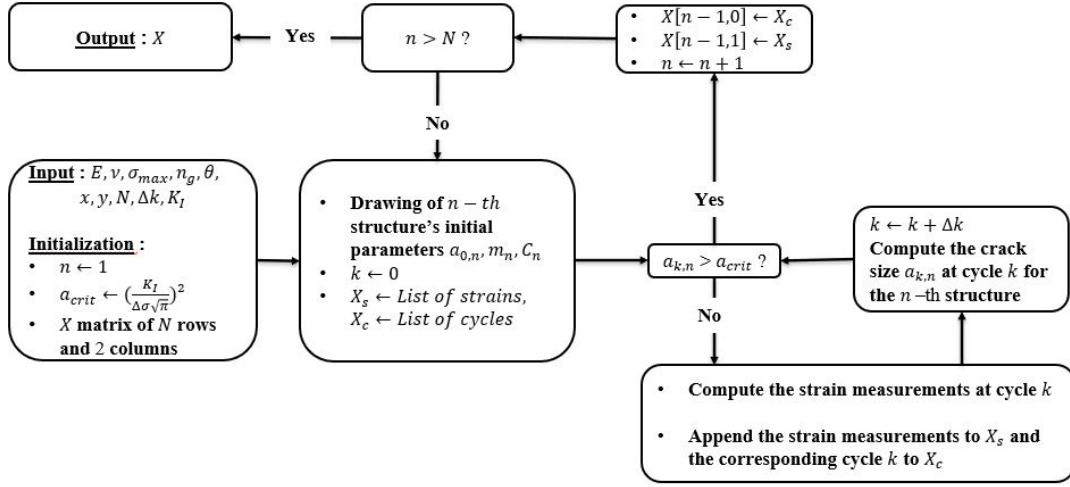 Output : X
Yes
n > N ?
• X[n − 1,0] ← X_c
• X[n − 1,1] ← X_s
• n ← n + 1
No
Input : E, ν, σ_max, n_g, θ,
x, y, N, Δk, K_I
Initialization :
• n ← 1
• a_crit ← (K_I / Δσ√π)^2
• X matrix of N rows
and 2 columns
• Drawing of n − th
structure's initial
parameters a_{0,n}, m_n, C_n
• k ← 0
• X_s ← List of strains,
X_c ← List of cycles
Yes
a_{k,n} > a_crit ?
No
k ← k + Δk
Compute the crack
size a_{k,n} at cycle k for
the n –th structure
• Compute the strain measurements at cycle k
• Append the strain measurements to X_s and
the corresponding cycle k to X_c